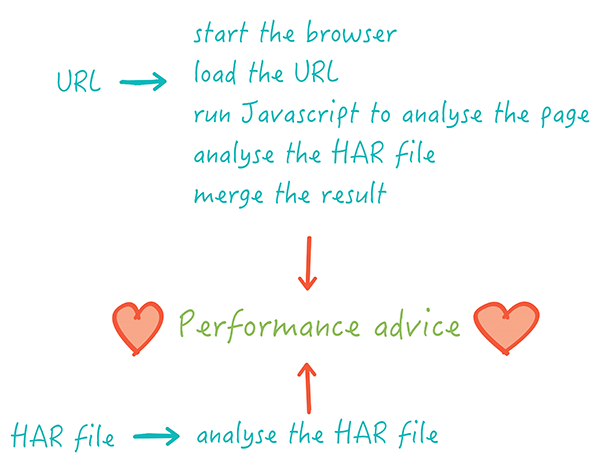 start the browser
URL
load the URL
run Javascript to analyse the page
analyse the HAR file
merge the result
Performance advice
HAR file
analyse the HAR file